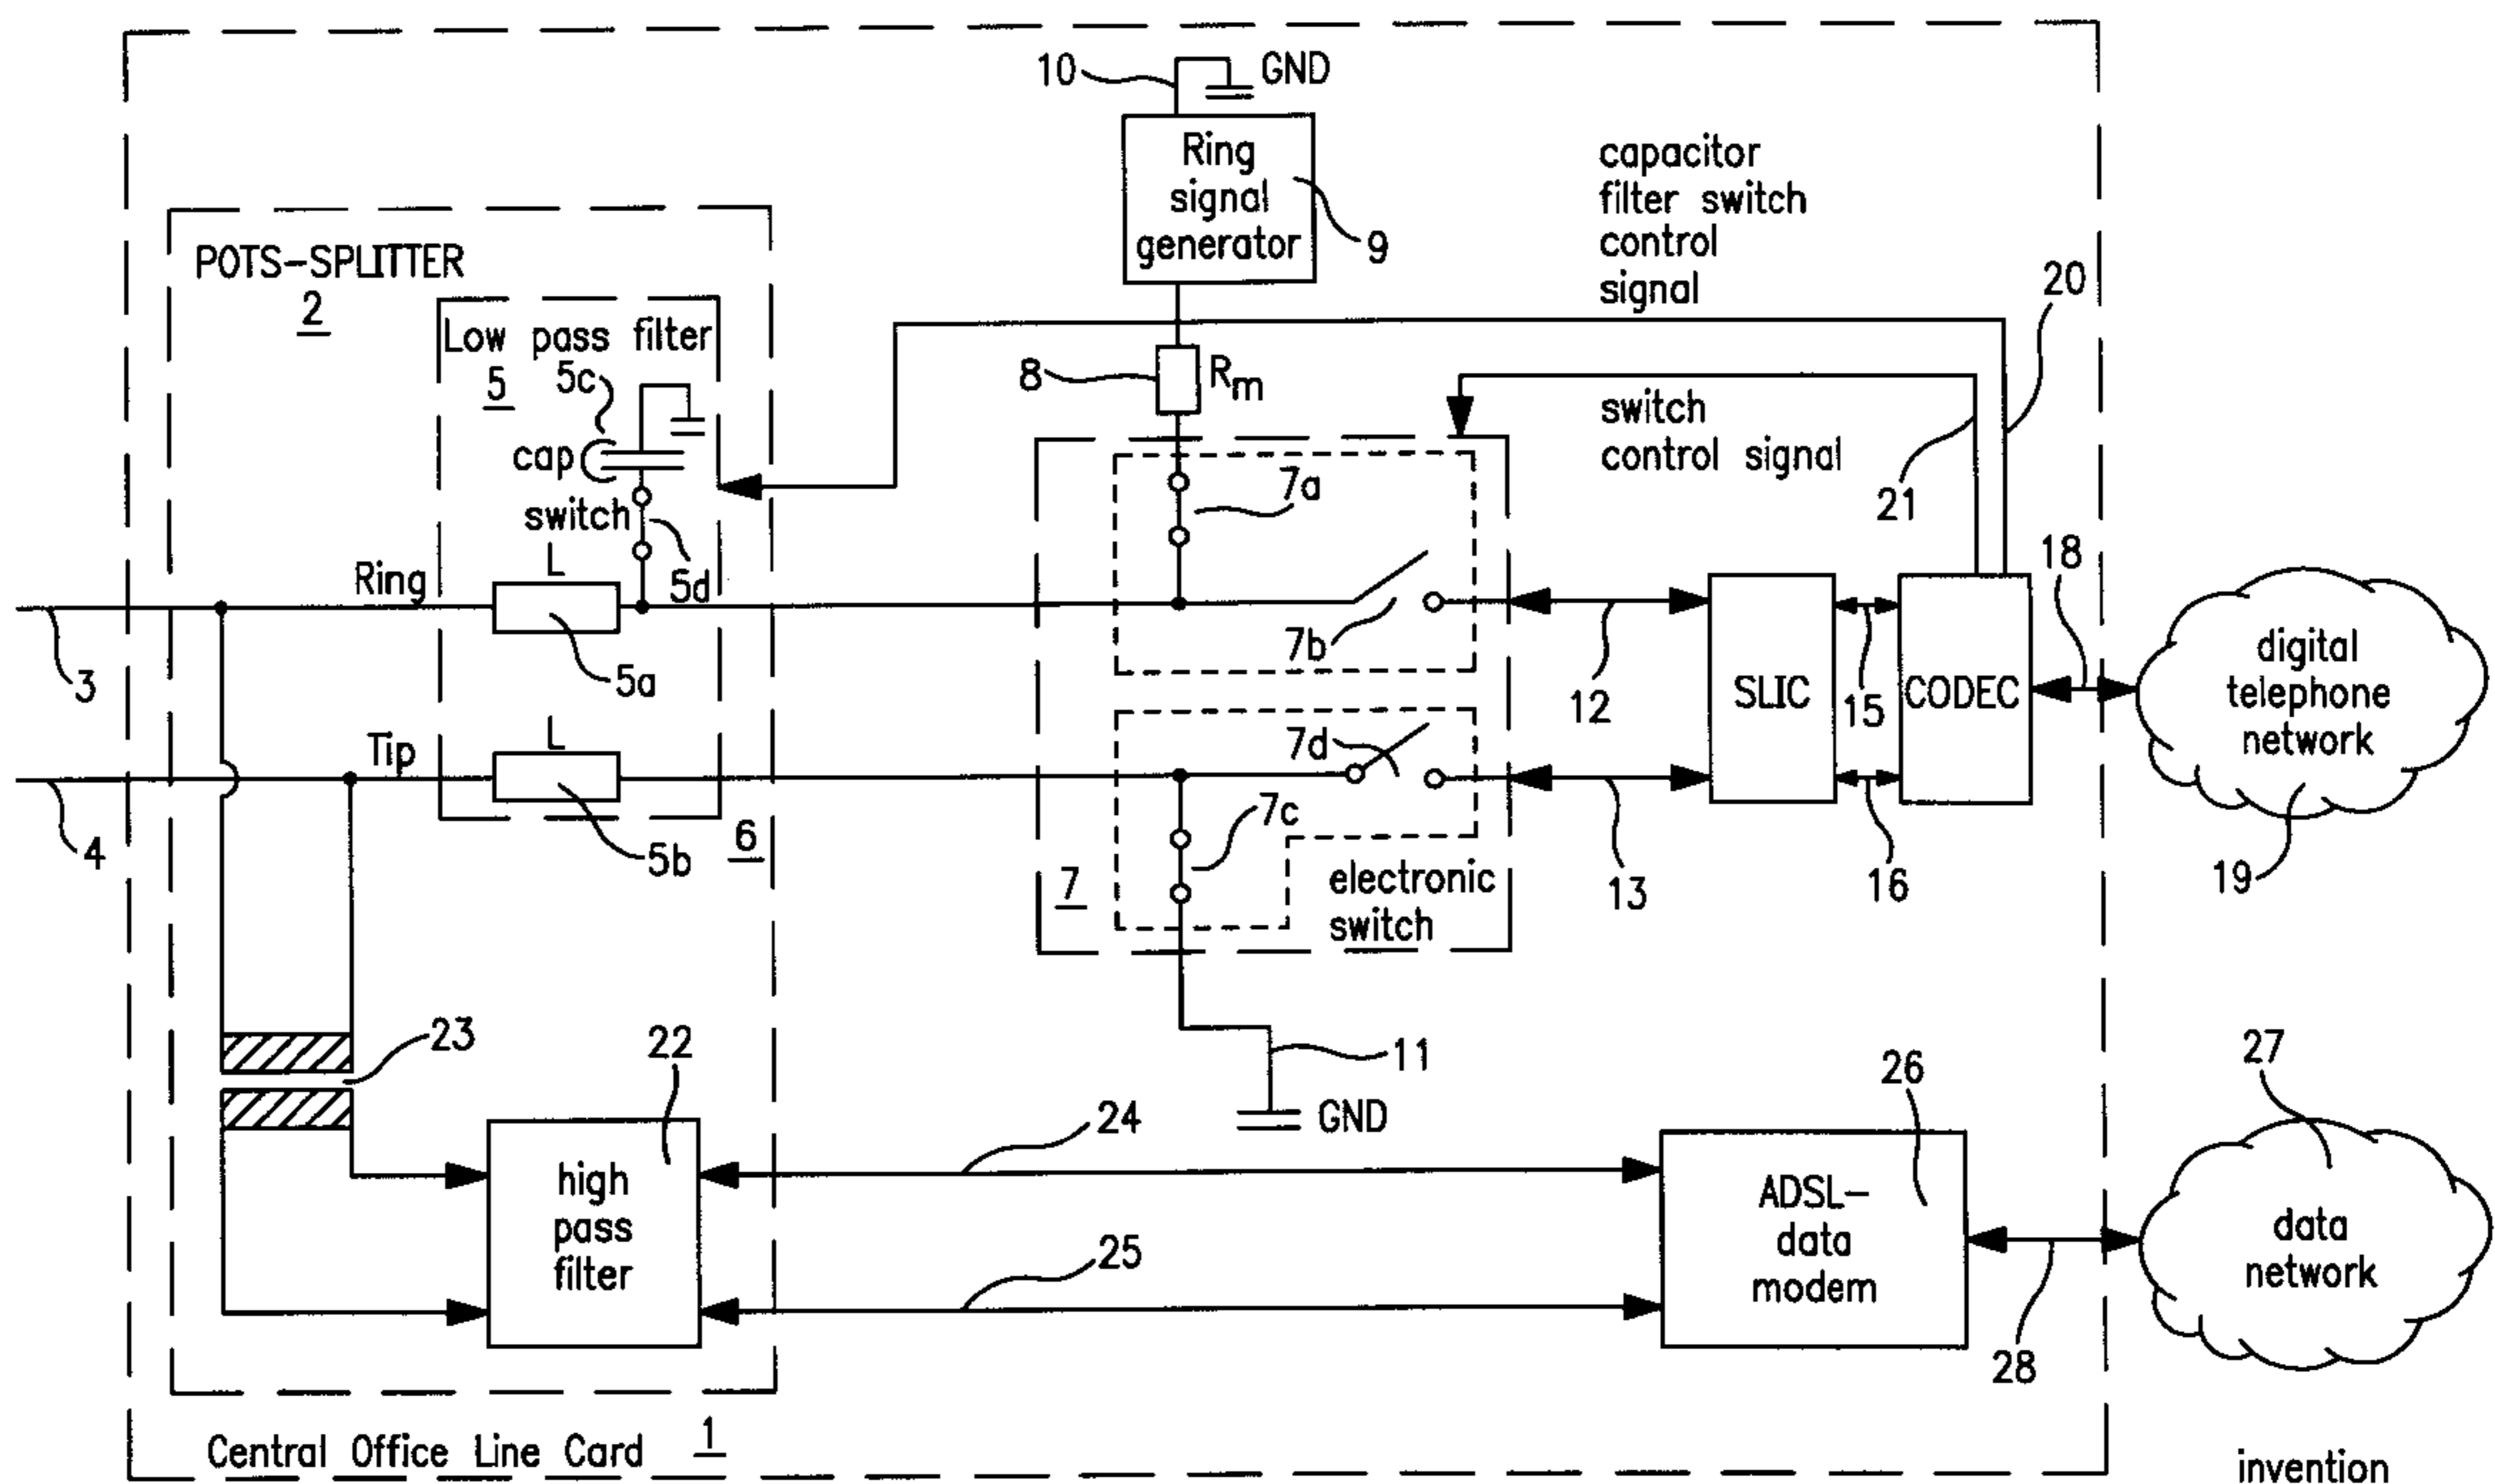 10
GND
Ring
signal
generator
9
capacitor
filter switch
control
signal
20
POTS-SPLITTER
2
Low pass filter
5
5c
cap
switch
5d
8
Rm
switch
control signal
21
7a
7b
Ring
L
5a
3
12
SLIC
15
CODEC
18
digital
telephone
network
19
Tip
L
5b
6
4
7d
7c
7
electronic
switch
13
16
23
22
11
GND
24
26
27
high
pass
filter
25
ADSL-
data
modem
data
network
28
Central Office Line Card 1
invention